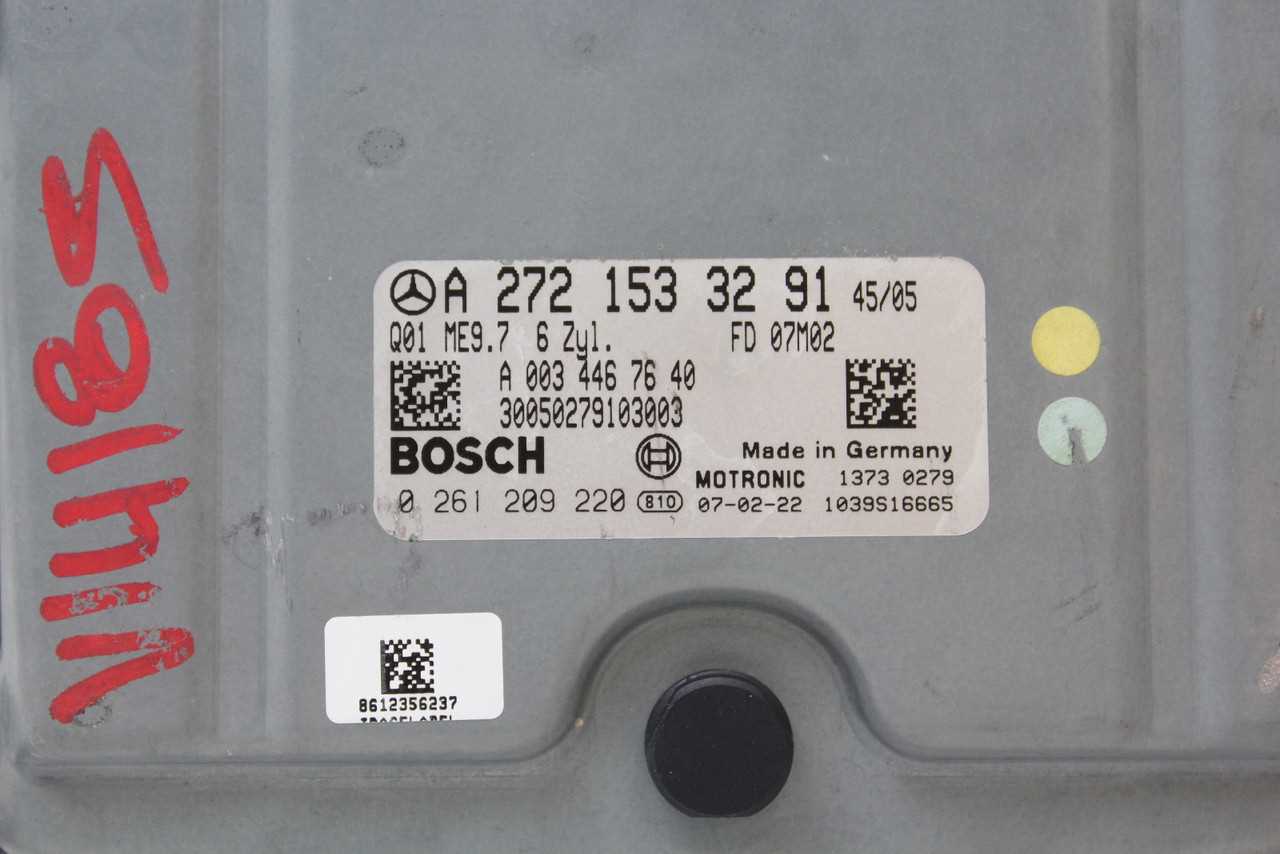 A 272 153 32 91 45/05
Q01 ME9.7 6 Zyl. FD 07M02
A 003 446 76 40
30050279103003
BOSCH Made in Germany
MOTRONIC 1373 0279
0 261 209 220 810 07-02-22 1039S16665
8612356237